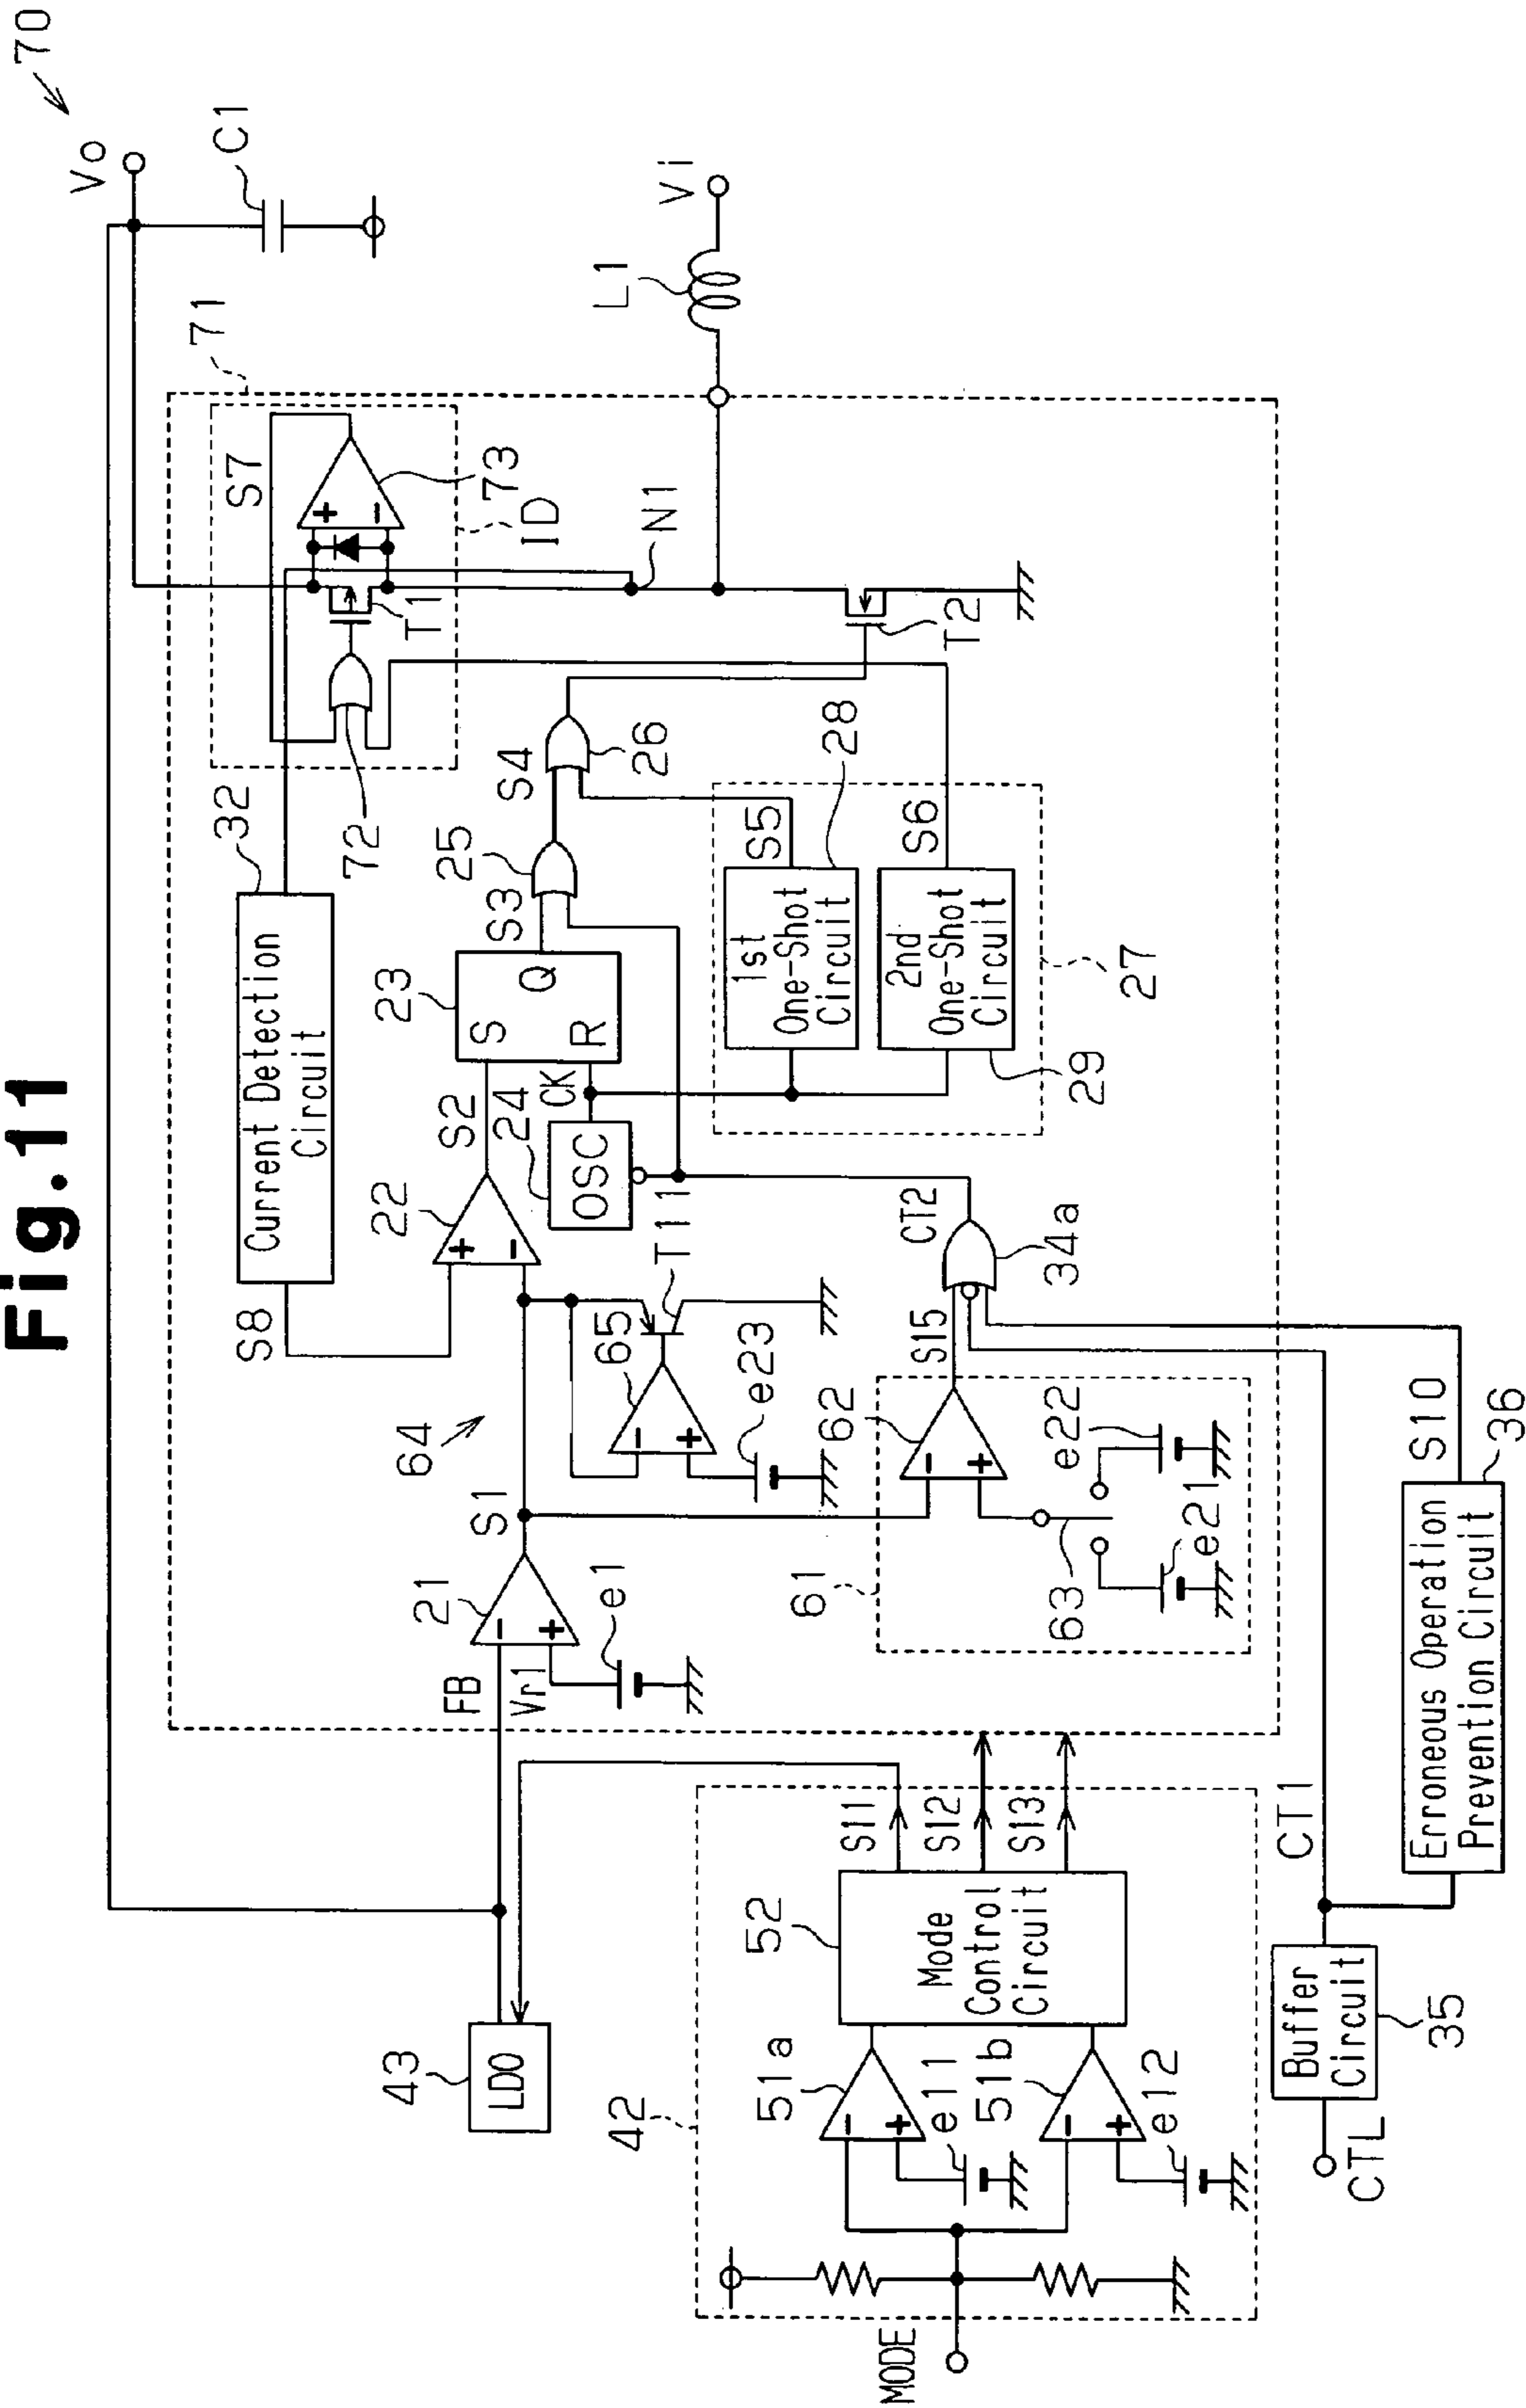 Fig.11
70
Vo
C1
71
S7
73
ID
T1
72
N1
L1
Vi
T2
32
Current Detection
Circuit
S8
22
S2
23
S
Q
R
S3
25
S4
26
24
CK
OSC
1st
One-Shot
Circuit
S5
28
2nd
One-Shot
Circuit
S6
29
27
64
65
T11
e23
S1
21
FB
Vr1
e1
61
62
S15
63
e21
e22
CT2
34a
S10
Erroneous Operation
Prevention Circuit
36
CT1
Buffer
Circuit
35
CTL
43
LDO
42
S11
S12
S13
52
Mode
Control
Circuit
51a
e11
51b
e12
MODE